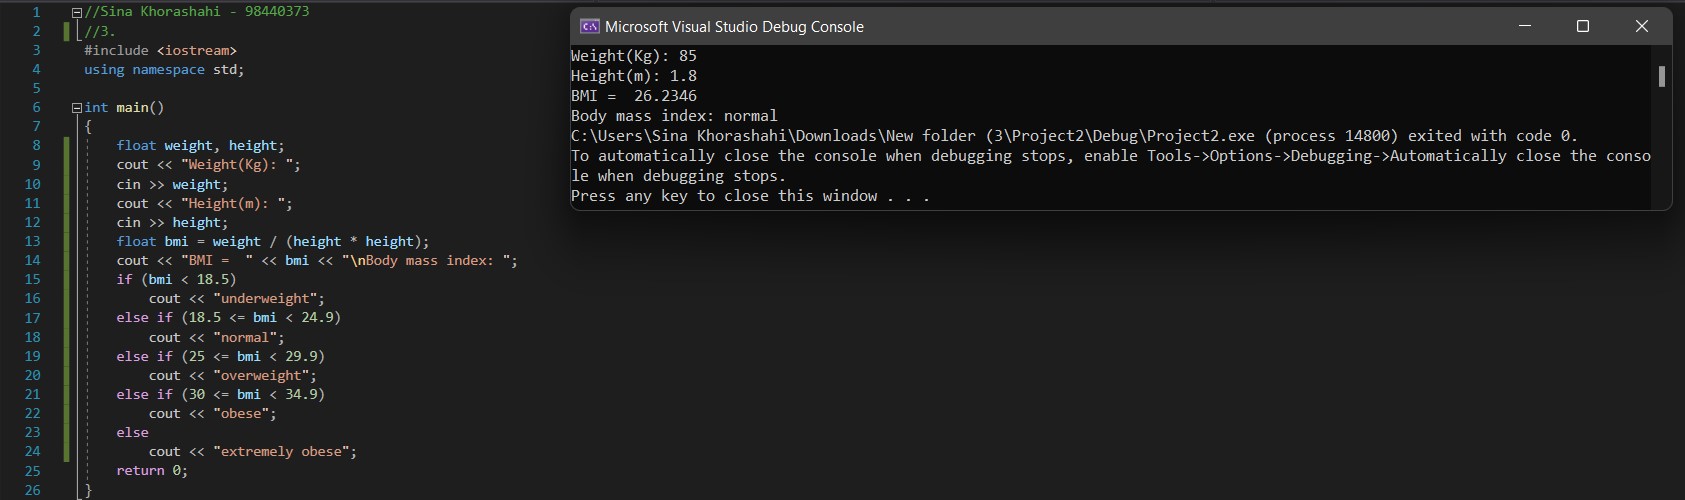 1 //Sina Khorashahi - 98440373
2 //3.
3 #include <iostream>
4 using namespace std;
5
6 int main()
7 {
8 float weight, height;
9 cout << "Weight(Kg): ";
10 cin >> weight;
11 cout << "Height(m): ";
12 cin >> height;
13 float bmi = weight / (height * height);
14 cout << "BMI =  " << bmi << "\nBody mass index: ";
15 if (bmi < 18.5)
16 cout << "underweight";
17 else if (18.5 <= bmi < 24.9)
18 cout << "normal";
19 else if (25 <= bmi < 29.9)
20 cout << "overweight";
21 else if (30 <= bmi < 34.9)
22 cout << "obese";
23 else
24 cout << "extremely obese";
25 return 0;
26 }
Microsoft Visual Studio Debug Console
Weight(Kg): 85
Height(m): 1.8
BMI =  26.2346
Body mass index: normal
C:\Users\Sina Khorashahi\Downloads\New folder (3\Project2\Debug\Project2.exe (process 14800) exited with code 0.
To automatically close the console when debugging stops, enable Tools->Options->Debugging->Automatically close the conso
le when debugging stops.
Press any key to close this window . . .